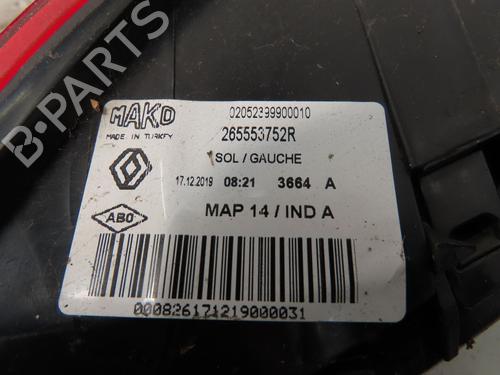 B-PARTS
MAKO
MADE IN TURKEY
02052399900010
265553752R
SOL / GAUCHE
17.12.2019 08:21 3664 A
ABO
MAP 14 / IND A
000826171219000031